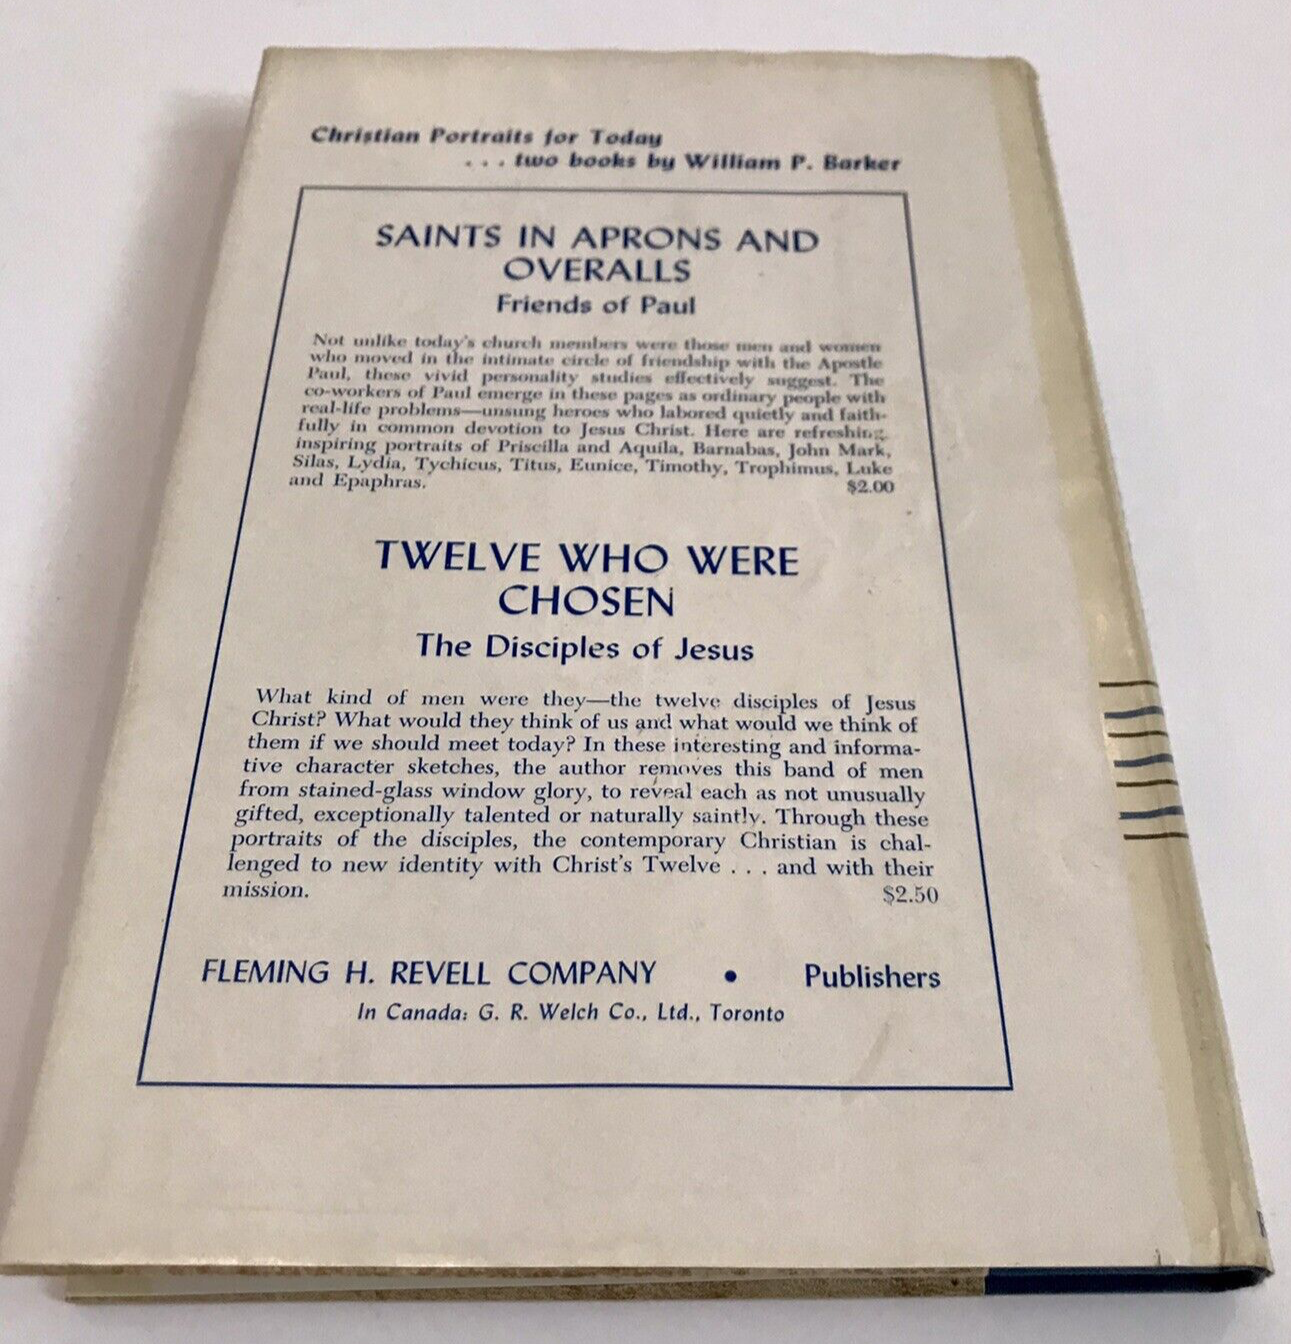 Christian Portraits for Today
. . . two books by William P. Barker
SAINTS IN APRONS AND
OVERALLS
Friends of Paul
Not unlike today's church members were those men and women
who moved in the intimate circle of friendship with the Apostle
Paul, these vivid personality studies effectively suggest. The
co-workers of Paul emerge in these pages as ordinary people with
real-life problems—unsung heroes who labored quietly and faith-
fully in common devotion to Jesus Christ. Here are refreshing,
inspiring portraits of Priscilla and Aquila, Barnabas, John Mark,
Silas, Lydia, Tychicus, Titus, Eunice, Timothy, Trophimus, Luke
and Epaphras. $2.00
TWELVE WHO WERE
CHOSEN
The Disciples of Jesus
What kind of men were they—the twelve disciples of Jesus
Christ? What would they think of us and what would we think of
them if we should meet today? In these interesting and informa-
tive character sketches, the author removes this band of men
from stained-glass window glory, to reveal each as not unusually
gifted, exceptionally talented or naturally saintly. Through these
portraits of the disciples, the contemporary Christian is chal-
lenged to new identity with Christ's Twelve . . . and with their
mission. $2.50
FLEMING H. REVELL COMPANY • Publishers
In Canada: G. R. Welch Co., Ltd., Toronto